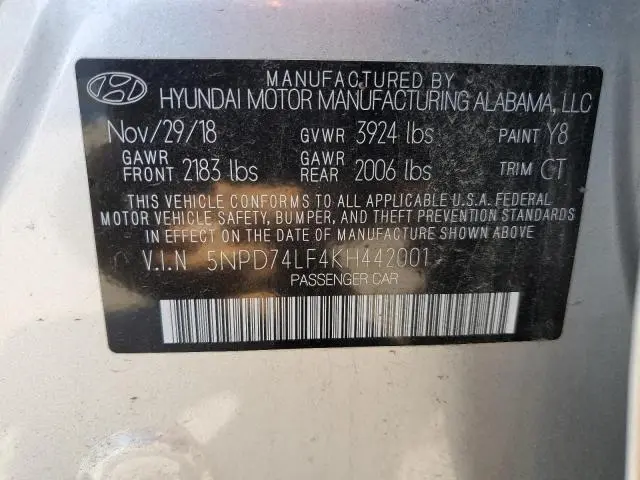 MANUFACTURED BY
HYUNDAI MOTOR MANUFACTURING ALABAMA, LLC
Nov/29/18 GVWR 3924 lbs PAINT Y8
GAWR FRONT 2183 lbs GAWR REAR 2006 lbs TRIM CT
THIS VEHICLE CONFORMS TO ALL APPLICABLE U.S.A. FEDERAL
MOTOR VEHICLE SAFETY, BUMPER, AND THEFT PREVENTION STANDARDS
IN EFFECT ON THE DATE OF MANUFACTURE SHOWN ABOVE.
V.I.N 5NPD74LF4KH442001
PASSENGER CAR